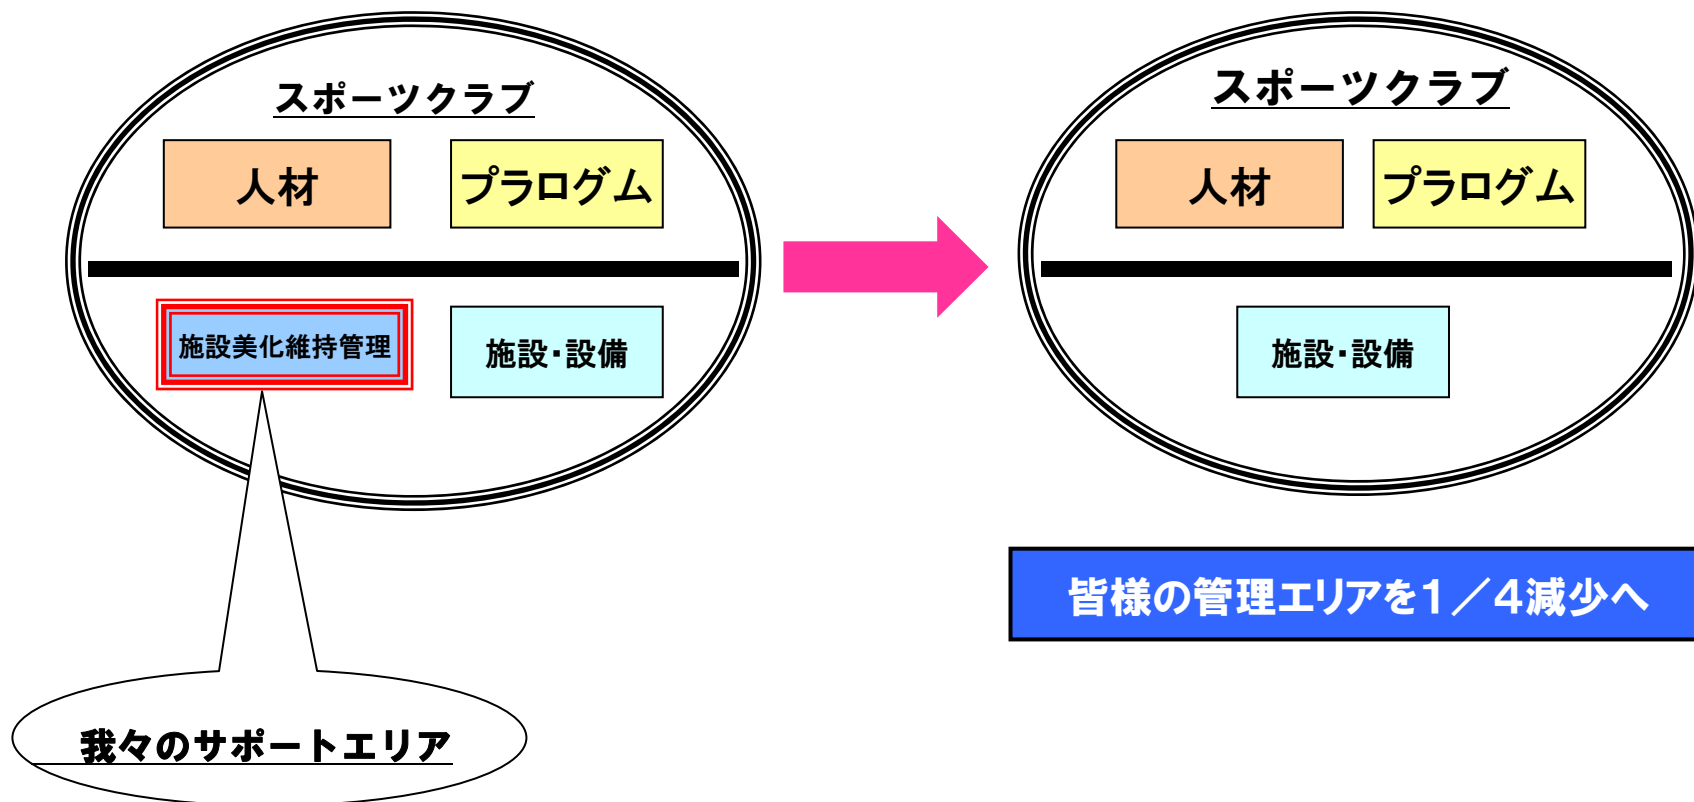 スポーツクラブ
人材
プラログム
施設美化維持管理
施設・設備
我々のサポートエリア
スポーツクラブ
人材
プラログム
施設・設備
皆様の管理エリアを1／4減少へ